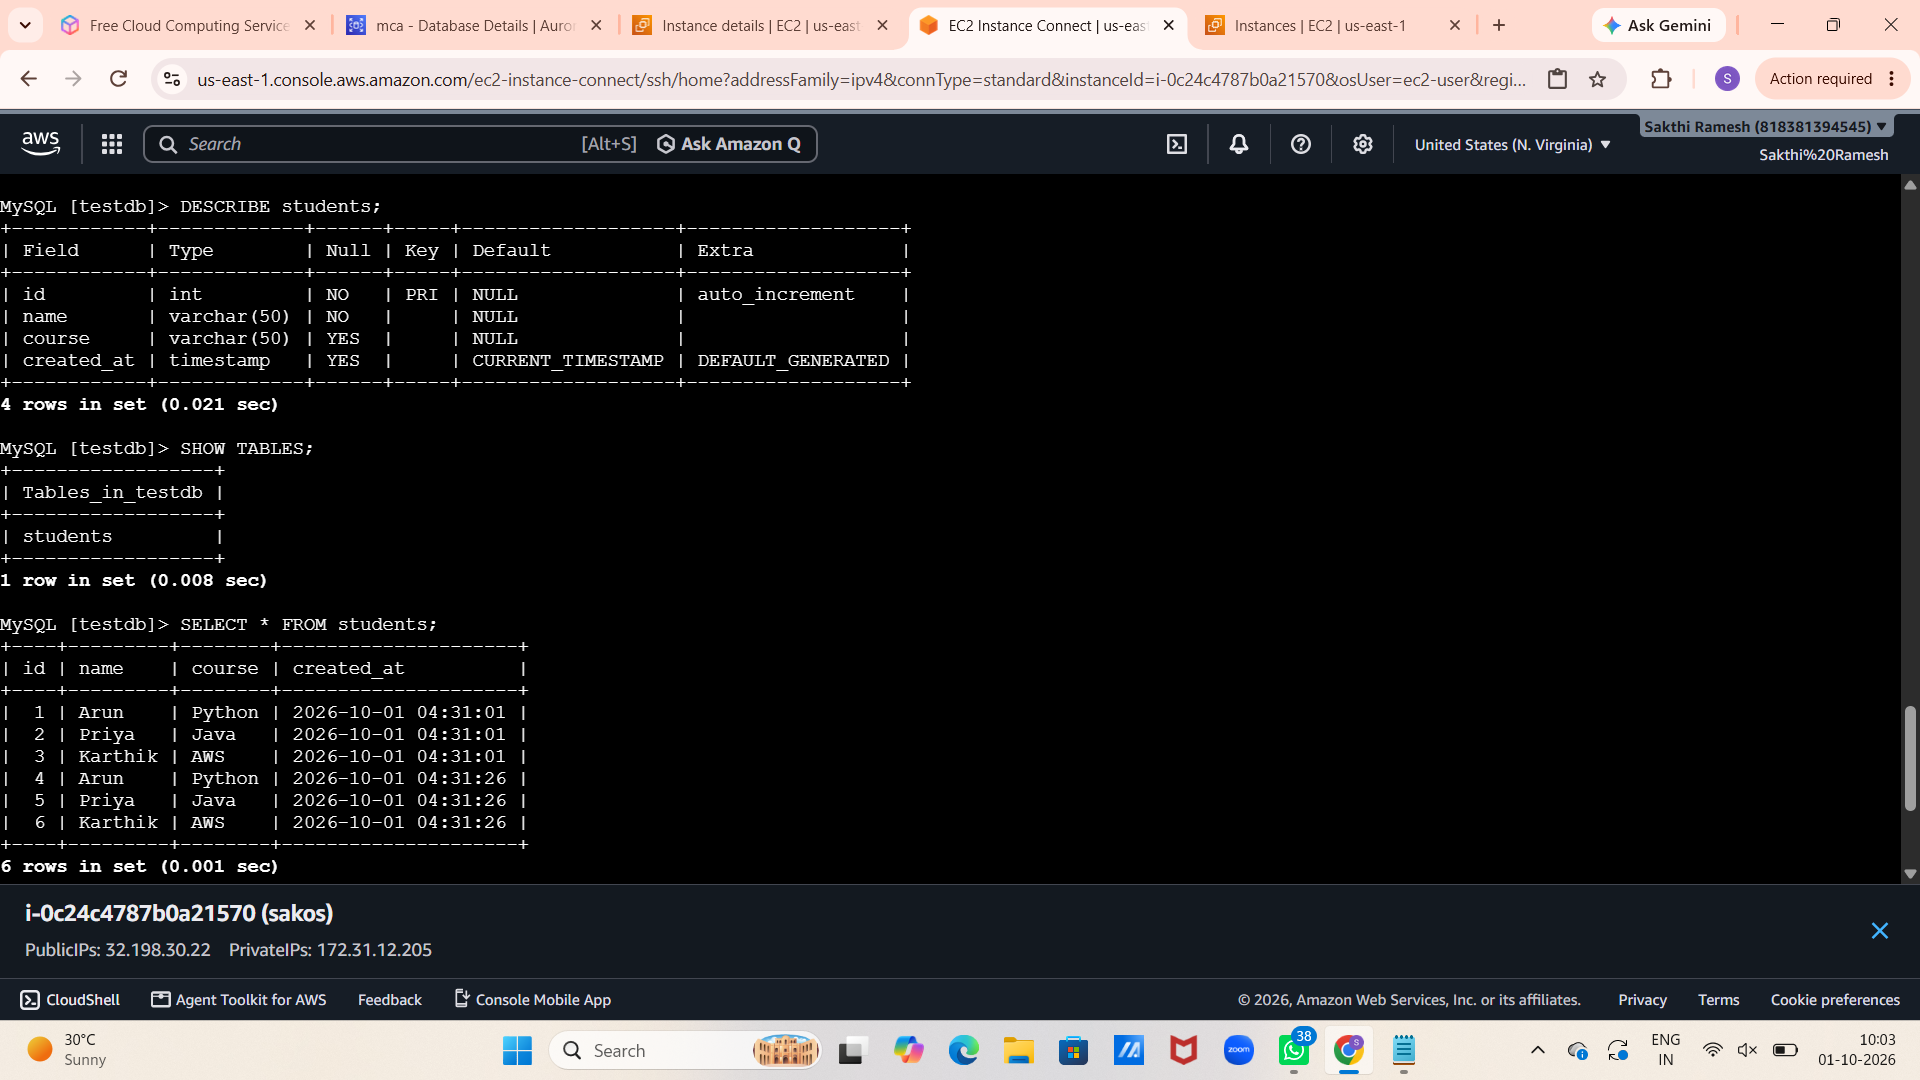 Free Cloud Computing Service
mca - Database Details | Auror
Instance details | EC2 | us-east
EC2 Instance Connect | us-east
Instances | EC2 | us-east-1
Ask Gemini
us-east-1.console.aws.amazon.com/ec2-instance-connect/ssh/home?addressFamily=ipv4&connType=standard&instanceId=i-0c24c4787b0a21570&osUser=ec2-user&regi...
S
Action required
aws
Search
[Alt+S]
Ask Amazon Q
United States (N. Virginia) ▼
Sakthi Ramesh (818381394545) ▼
Sakthi%20Ramesh
MySQL [testdb]> DESCRIBE students;
+------------+-------------+------+-----+-------------------+-------------------+
| Field      | Type        | Null | Key | Default           | Extra             |
+------------+-------------+------+-----+-------------------+-------------------+
| id         | int         | NO   | PRI | NULL              | auto_increment    |
| name       | varchar(50) | NO   |     | NULL              |                   |
| course     | varchar(50) | YES  |     | NULL              |                   |
| created_at | timestamp   | YES  |     | CURRENT_TIMESTAMP | DEFAULT_GENERATED |
+------------+-------------+------+-----+-------------------+-------------------+
4 rows in set (0.021 sec)
MySQL [testdb]> SHOW TABLES;
+------------------+
| Tables_in_testdb |
+------------------+
| students         |
+------------------+
1 row in set (0.008 sec)
MySQL [testdb]> SELECT * FROM students;
+----+---------+--------+---------------------+
| id | name    | course | created_at          |
+----+---------+--------+---------------------+
|  1 | Arun    | Python | 2026-10-01 04:31:01 |
|  2 | Priya   | Java   | 2026-10-01 04:31:01 |
|  3 | Karthik | AWS    | 2026-10-01 04:31:01 |
|  4 | Arun    | Python | 2026-10-01 04:31:26 |
|  5 | Priya   | Java   | 2026-10-01 04:31:26 |
|  6 | Karthik | AWS    | 2026-10-01 04:31:26 |
+----+---------+--------+---------------------+
6 rows in set (0.001 sec)
i-0c24c4787b0a21570 (sakos)
PublicIPs: 32.198.30.22 PrivateIPs: 172.31.12.205
CloudShell
Agent Toolkit for AWS
Feedback
Console Mobile App
© 2026, Amazon Web Services, Inc. or its affiliates.
Privacy
Terms
Cookie preferences
30°C
Sunny
Search
zoom
38
S
ENG
IN
10:03
01-10-2026